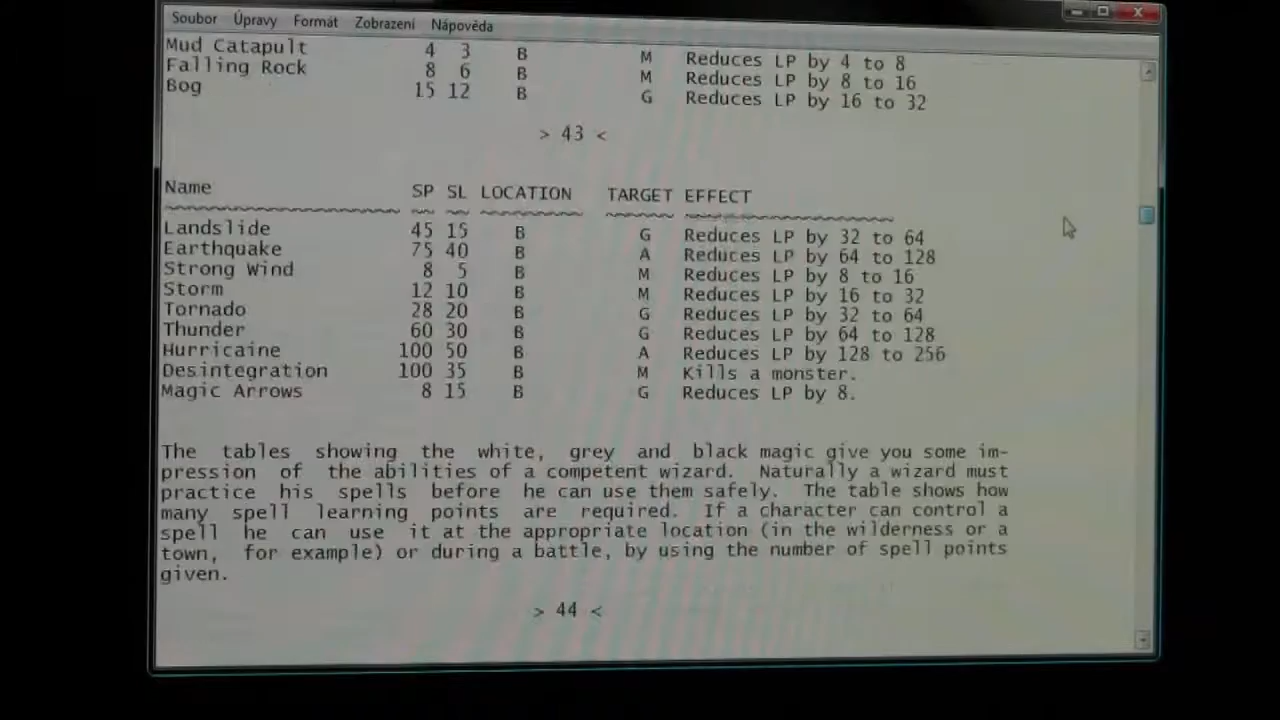 Soubor Úpravy Formát Zobrazení Nápověda
Mud Catapult 4 3 B M Reduces LP by 4 to 8
Falling Rock 8 6 B M Reduces LP by 8 to 16
Bog 15 12 B G Reduces LP by 16 to 32
> 43 <
Name SP SL LOCATION TARGET EFFECT
~~~~~~~~~~~~~~~~~~~~~~~~~~~ ~~ ~~ ~~~~~~~~~~~~ ~~~~~~~~ ~~~~~~~~~~~~~~~~~~~~~~~~
Landslide 45 15 B G Reduces LP by 32 to 64
Earthquake 75 40 B A Reduces LP by 64 to 128
Strong Wind 8 5 B M Reduces LP by 8 to 16
Storm 12 10 B M Reduces LP by 16 to 32
Tornado 28 20 B G Reduces LP by 32 to 64
Thunder 60 30 B G Reduces LP by 64 to 128
Hurricaine 100 50 B A Reduces LP by 128 to 256
Desintegration 100 35 B M Kills a monster.
Magic Arrows 8 15 B G Reduces LP by 8.
The tables showing the white, grey and black magic give you some im-
pression of the abilities of a competent wizard. Naturally a wizard must
practice his spells before he can use them safely. The table shows how
many spell learning points are required. If a character can control a
spell he can use it at the appropriate location (in the wilderness or a
town, for example) or during a battle, by using the number of spell points
given.
> 44 <